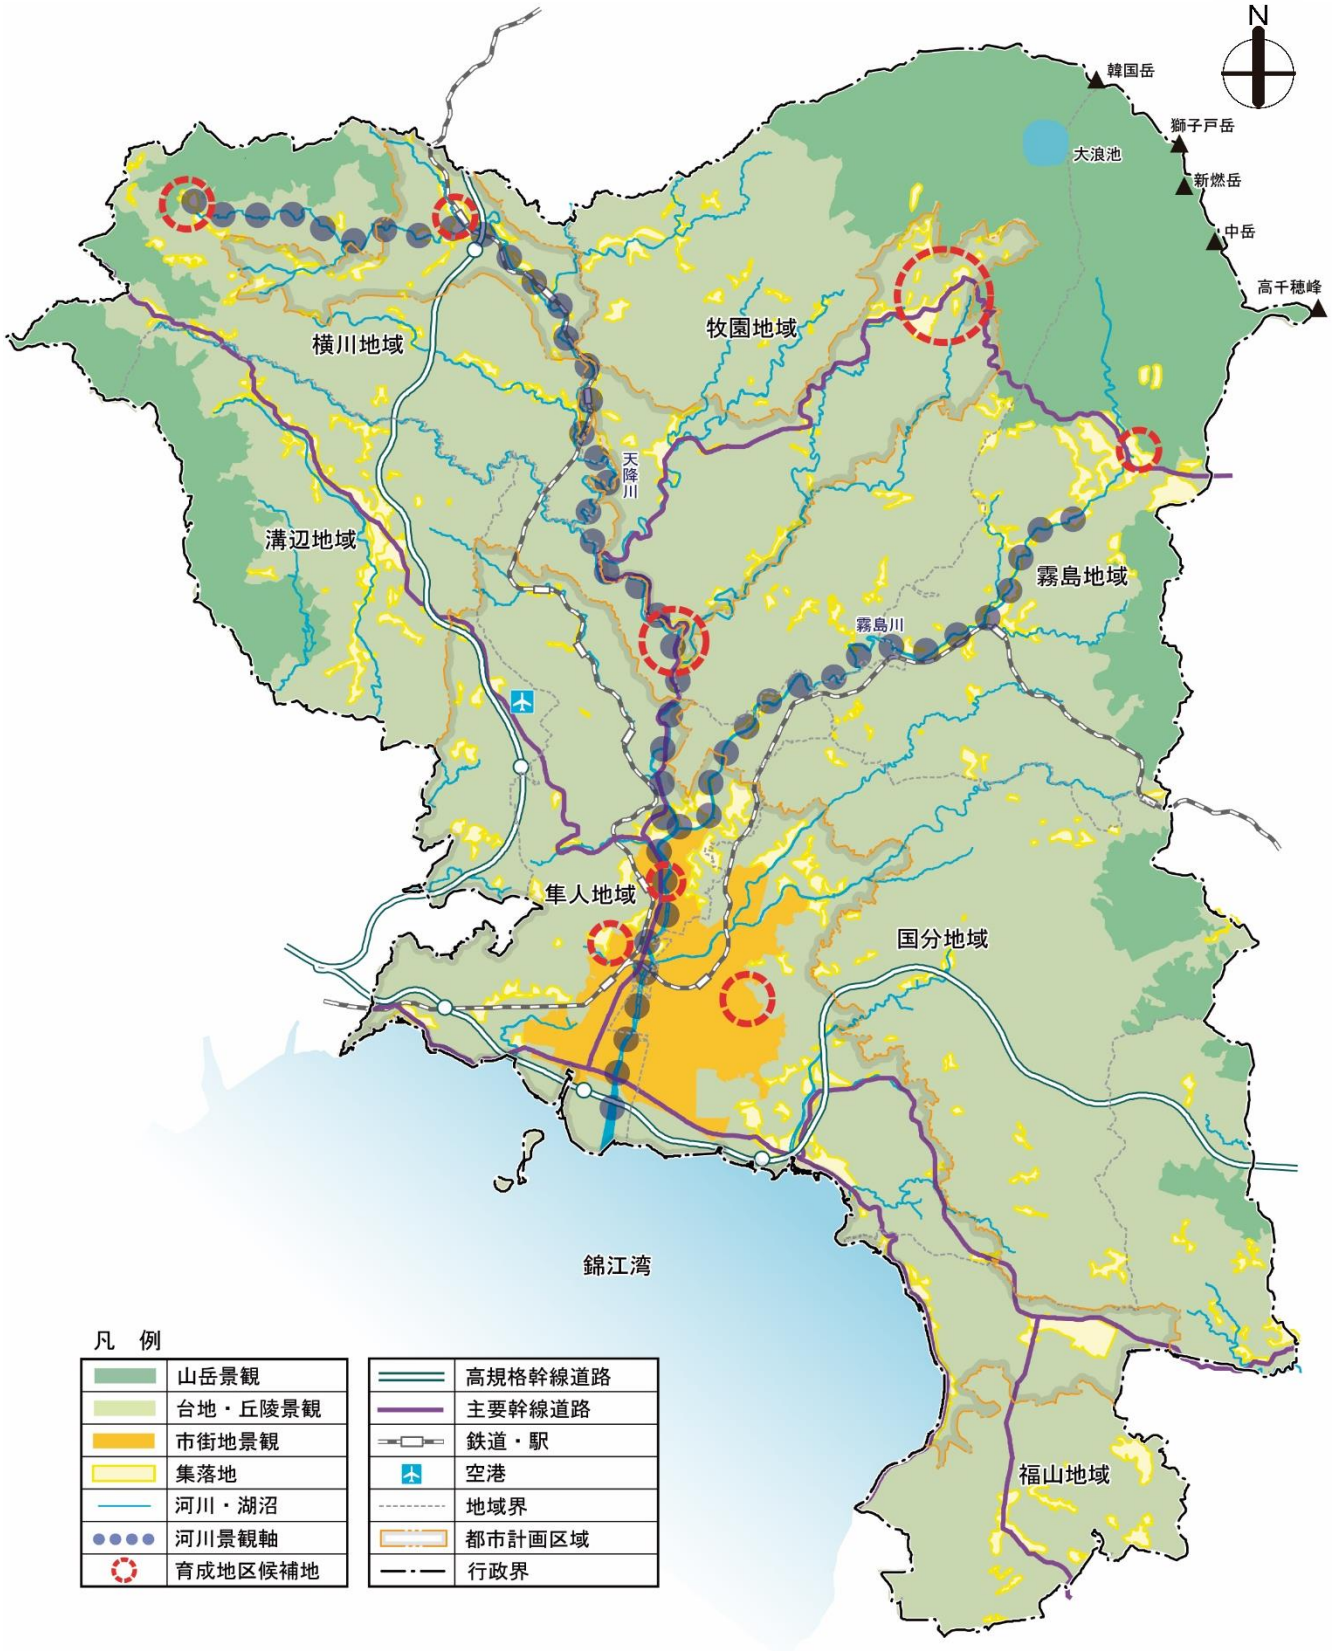 N
韓国岳
獅子戸岳
大浪池
新燃岳
中岳
高千穂峰
牧園地域
横川地域
天降川
溝辺地域
霧島地域
霧島川
隼人地域
国分地域
錦江湾
福山地域
凡 例
山岳景観
台地・丘陵景観
市街地景観
集落地
河川・湖沼
河川景観軸
育成地区候補地
高規格幹線道路
主要幹線道路
鉄道・駅
空港
地域界
都市計画区域
行政界